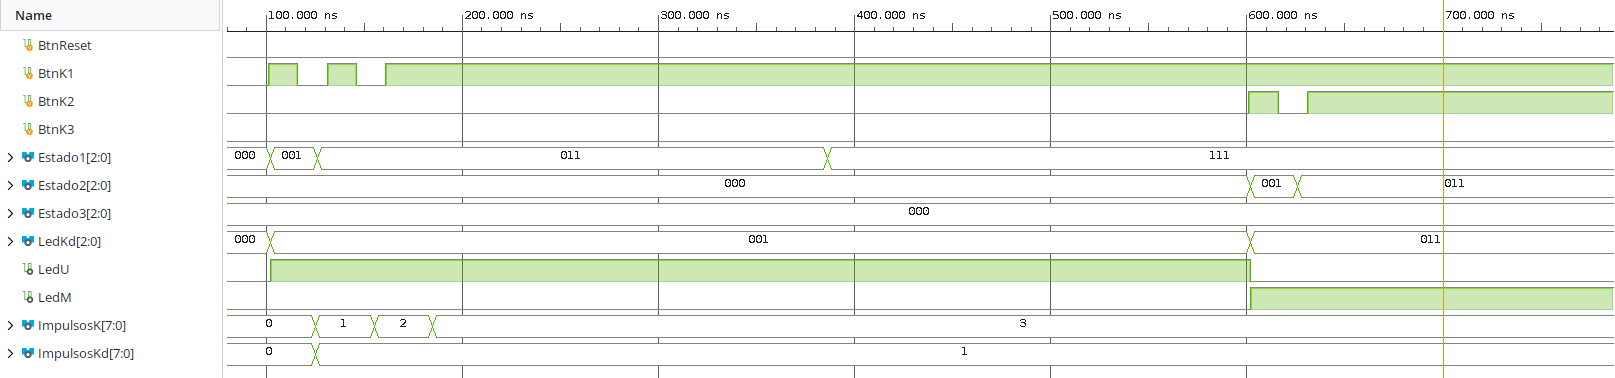 Name 100.000 ns 200.000 ns 300.000 ns 400.000 ns 500.000 ns 600.000 ns 700.000 ns
BtnReset
BtnK1
BtnK2
BtnK3
Estado1[2:0] 000 001 011 111
Estado2[2:0] 000 001 011
Estado3[2:0] 000
LedKd[2:0] 000 001 011
LedU
LedM
ImpulsosK[7:0] 0 1 2 3
ImpulsosKd[7:0] 0 1